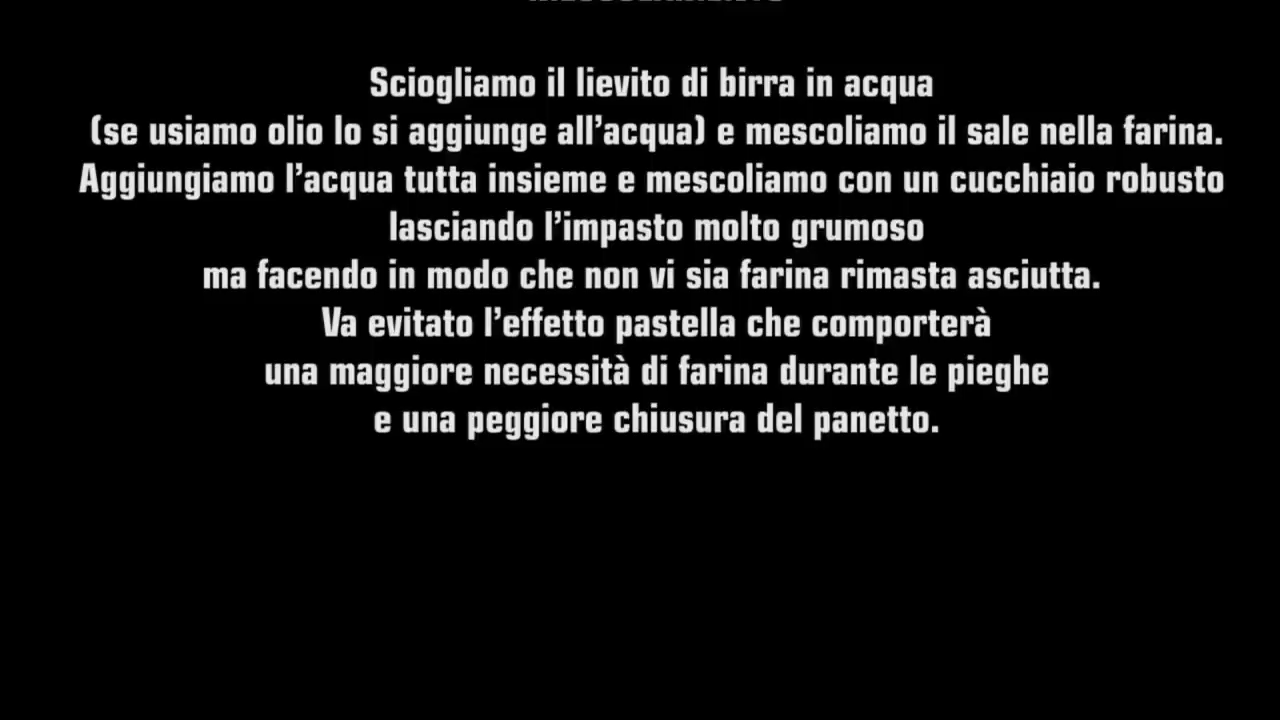 Sciogliamo il lievito di birra in acqua
(se usiamo olio lo si aggiunge all’acqua) e mescoliamo il sale nella farina.
Aggiungiamo l’acqua tutta insieme e mescoliamo con un cucchiaio robusto
lasciando l’impasto molto grumoso
ma facendo in modo che non vi sia farina rimasta asciutta.
Va evitato l’effetto pastella che comporterà
una maggiore necessità di farina durante le pieghe
e una peggiore chiusura del panetto.